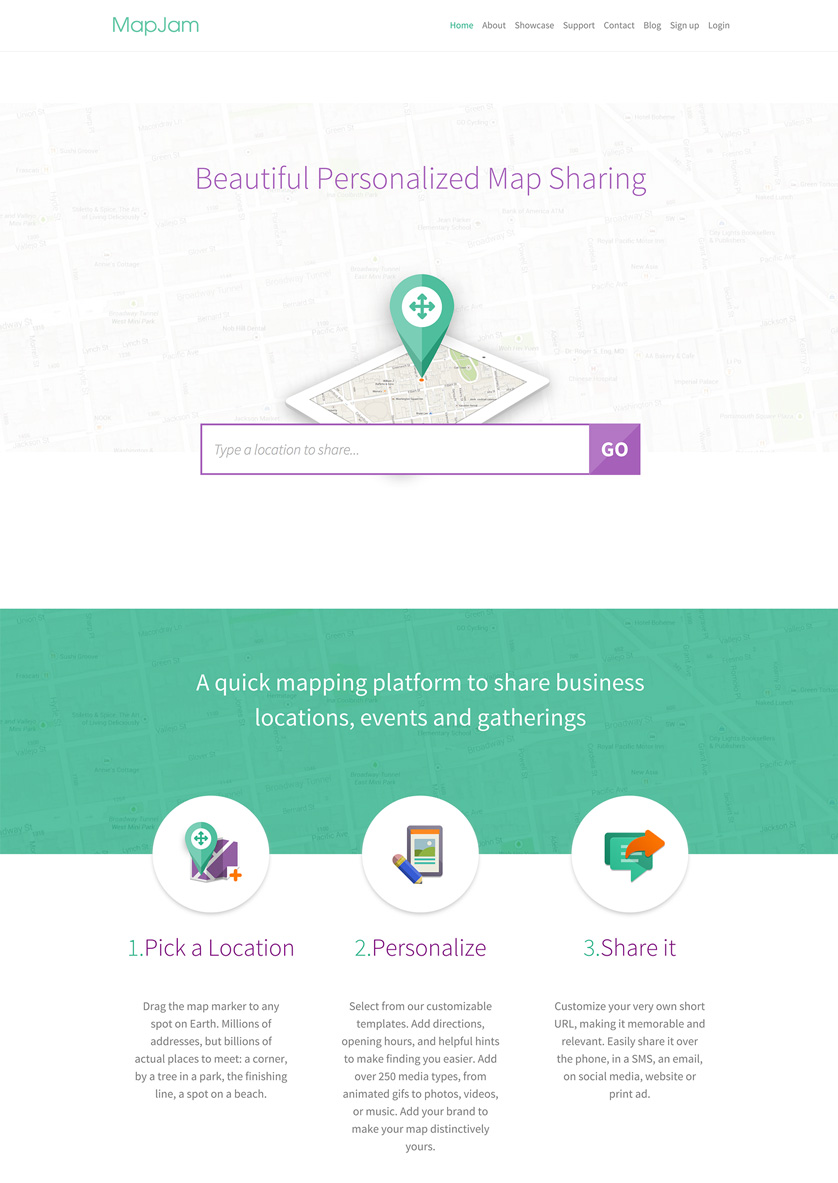 MapJam
Home About Showcase Support Contact Blog Sign up Login
Beautiful Personalized Map Sharing
Type a location to share...
GO
A quick mapping platform to share business
locations, events and gatherings
1.Pick a Location
Drag the map marker to any
spot on Earth. Millions of
addresses, but billions of
actual places to meet: a corner,
by a tree in a park, the finishing
line, a spot on a beach.
2.Personalize
Select from our customizable
templates. Add directions,
opening hours, and helpful hints
to make finding you easier. Add
over 250 media types, from
animated gifs to photos, videos,
or music. Add your brand to
make your map distinctively
yours.
3.Share it
Customize your very own short
URL, making it memorable and
relevant. Easily share it over
the phone, in a SMS, an email,
on social media, website or
print ad.